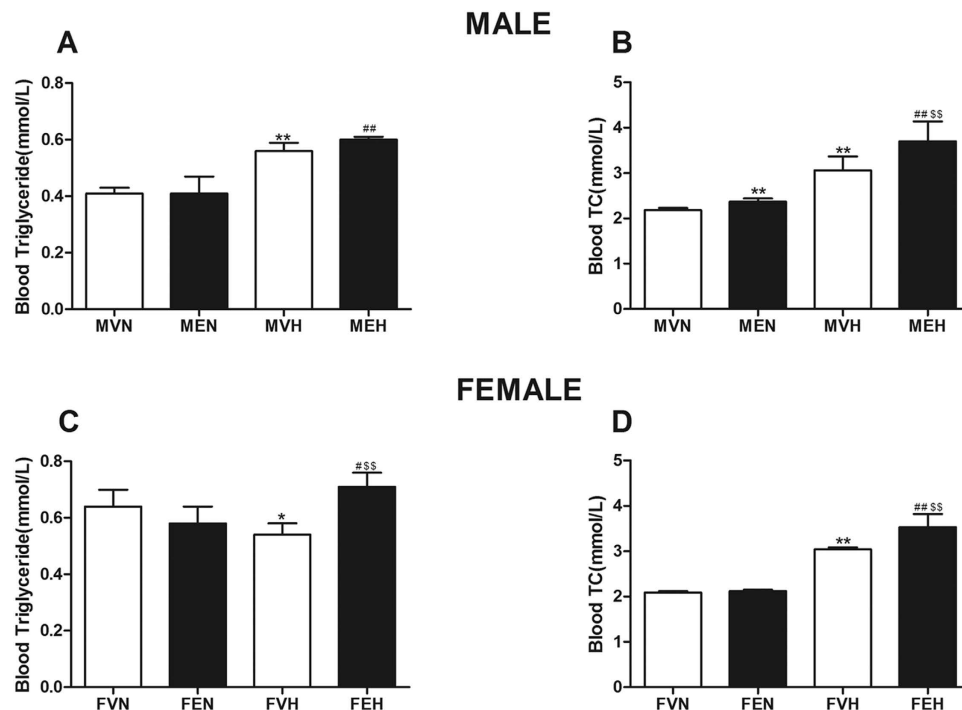 MALE
A
B
Blood Triglyceride(mmol/L)
0.8
0.6
0.4
0.2
0.0
**
##
MVN MEN MVH MEH
Blood TC(mmol/L)
5
4
3
2
1
0
**
**
## $$
MVN MEN MVH MEH
FEMALE
C
D
Blood Triglyceride(mmol/L)
0.8
0.6
0.4
0.2
0.0
*
#$$
FVN FEN FVH FEH
Blood TC(mmol/L)
5
4
3
2
1
0
**
## $$
FVN FEN FVH FEH